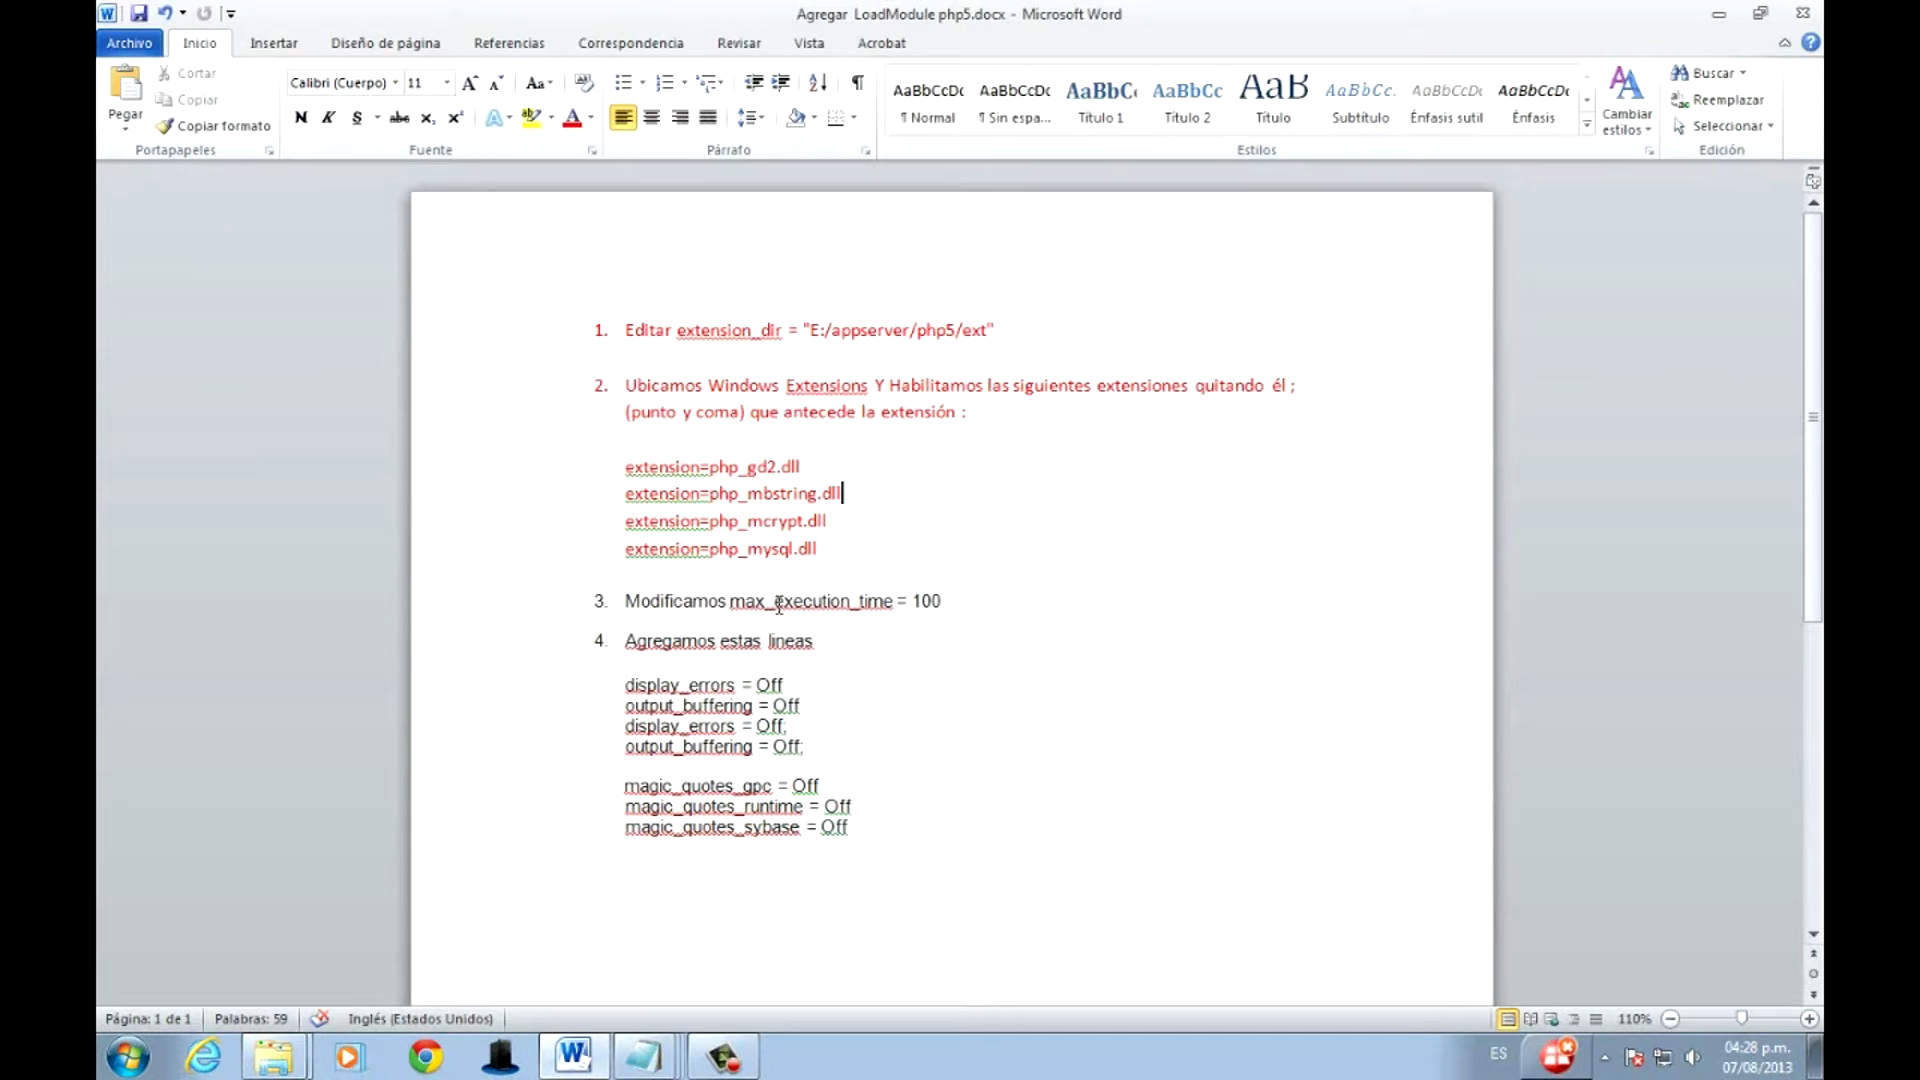 Agregar LoadModule php5.docx - Microsoft Word
Archivo Inicio Insertar Diseño de página Referencias Correspondencia Revisar Vista Acrobat
Pegar
Cortar
Copiar
Copiar formato
Portapapeles
Calibri (Cuerpo) 11
Fuente
Párrafo
AaBbCcDc AaBbCcDc AaBbC AaBbCc AaB AaBbCc. AaBbCcDc AaBbCcDc
¶ Normal ¶ Sin espa... Título 1 Título 2 Título Subtítulo Énfasis sutil Énfasis
Estilos
Cambiar
estilos
Buscar
Reemplazar
Seleccionar
Edición
1. Editar extension_dir = "E:/appserver/php5/ext"
2. Ubicamos Windows Extensions Y Habilitamos las siguientes extensiones quitando él ;
(punto y coma) que antecede la extensión :
extension=php_gd2.dll
extension=php_mbstring.dll
extension=php_mcrypt.dll
extension=php_mysql.dll
3. Modificamos max_execution_time = 100
4. Agregamos estas lineas
display_errors = Off
output_buffering = Off
display_errors = Off;
output_buffering = Off;
magic_quotes_gpc = Off
magic_quotes_runtime = Off
magic_quotes_sybase = Off
Página: 1 de 1 Palabras: 59 Inglés (Estados Unidos) 110%
ES
04:28 p.m.
07/08/2013